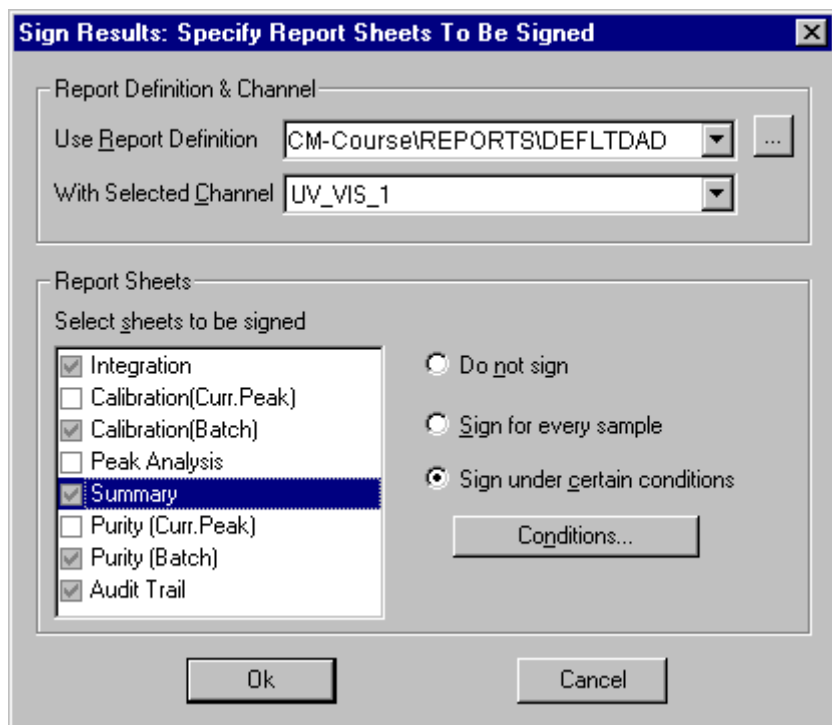 Sign Results: Specify Report Sheets To Be Signed
Report Definition & Channel
Use Report Definition CM-Course\REPORTS\DEFLTDAD ...
With Selected Channel UV_VIS_1
Report Sheets
Select sheets to be signed
Integration
Calibration(Curr.Peak)
Calibration(Batch)
Peak Analysis
Summary
Purity (Curr.Peak)
Purity (Batch)
Audit Trail
Do not sign
Sign for every sample
Sign under certain conditions
Conditions...
Ok Cancel